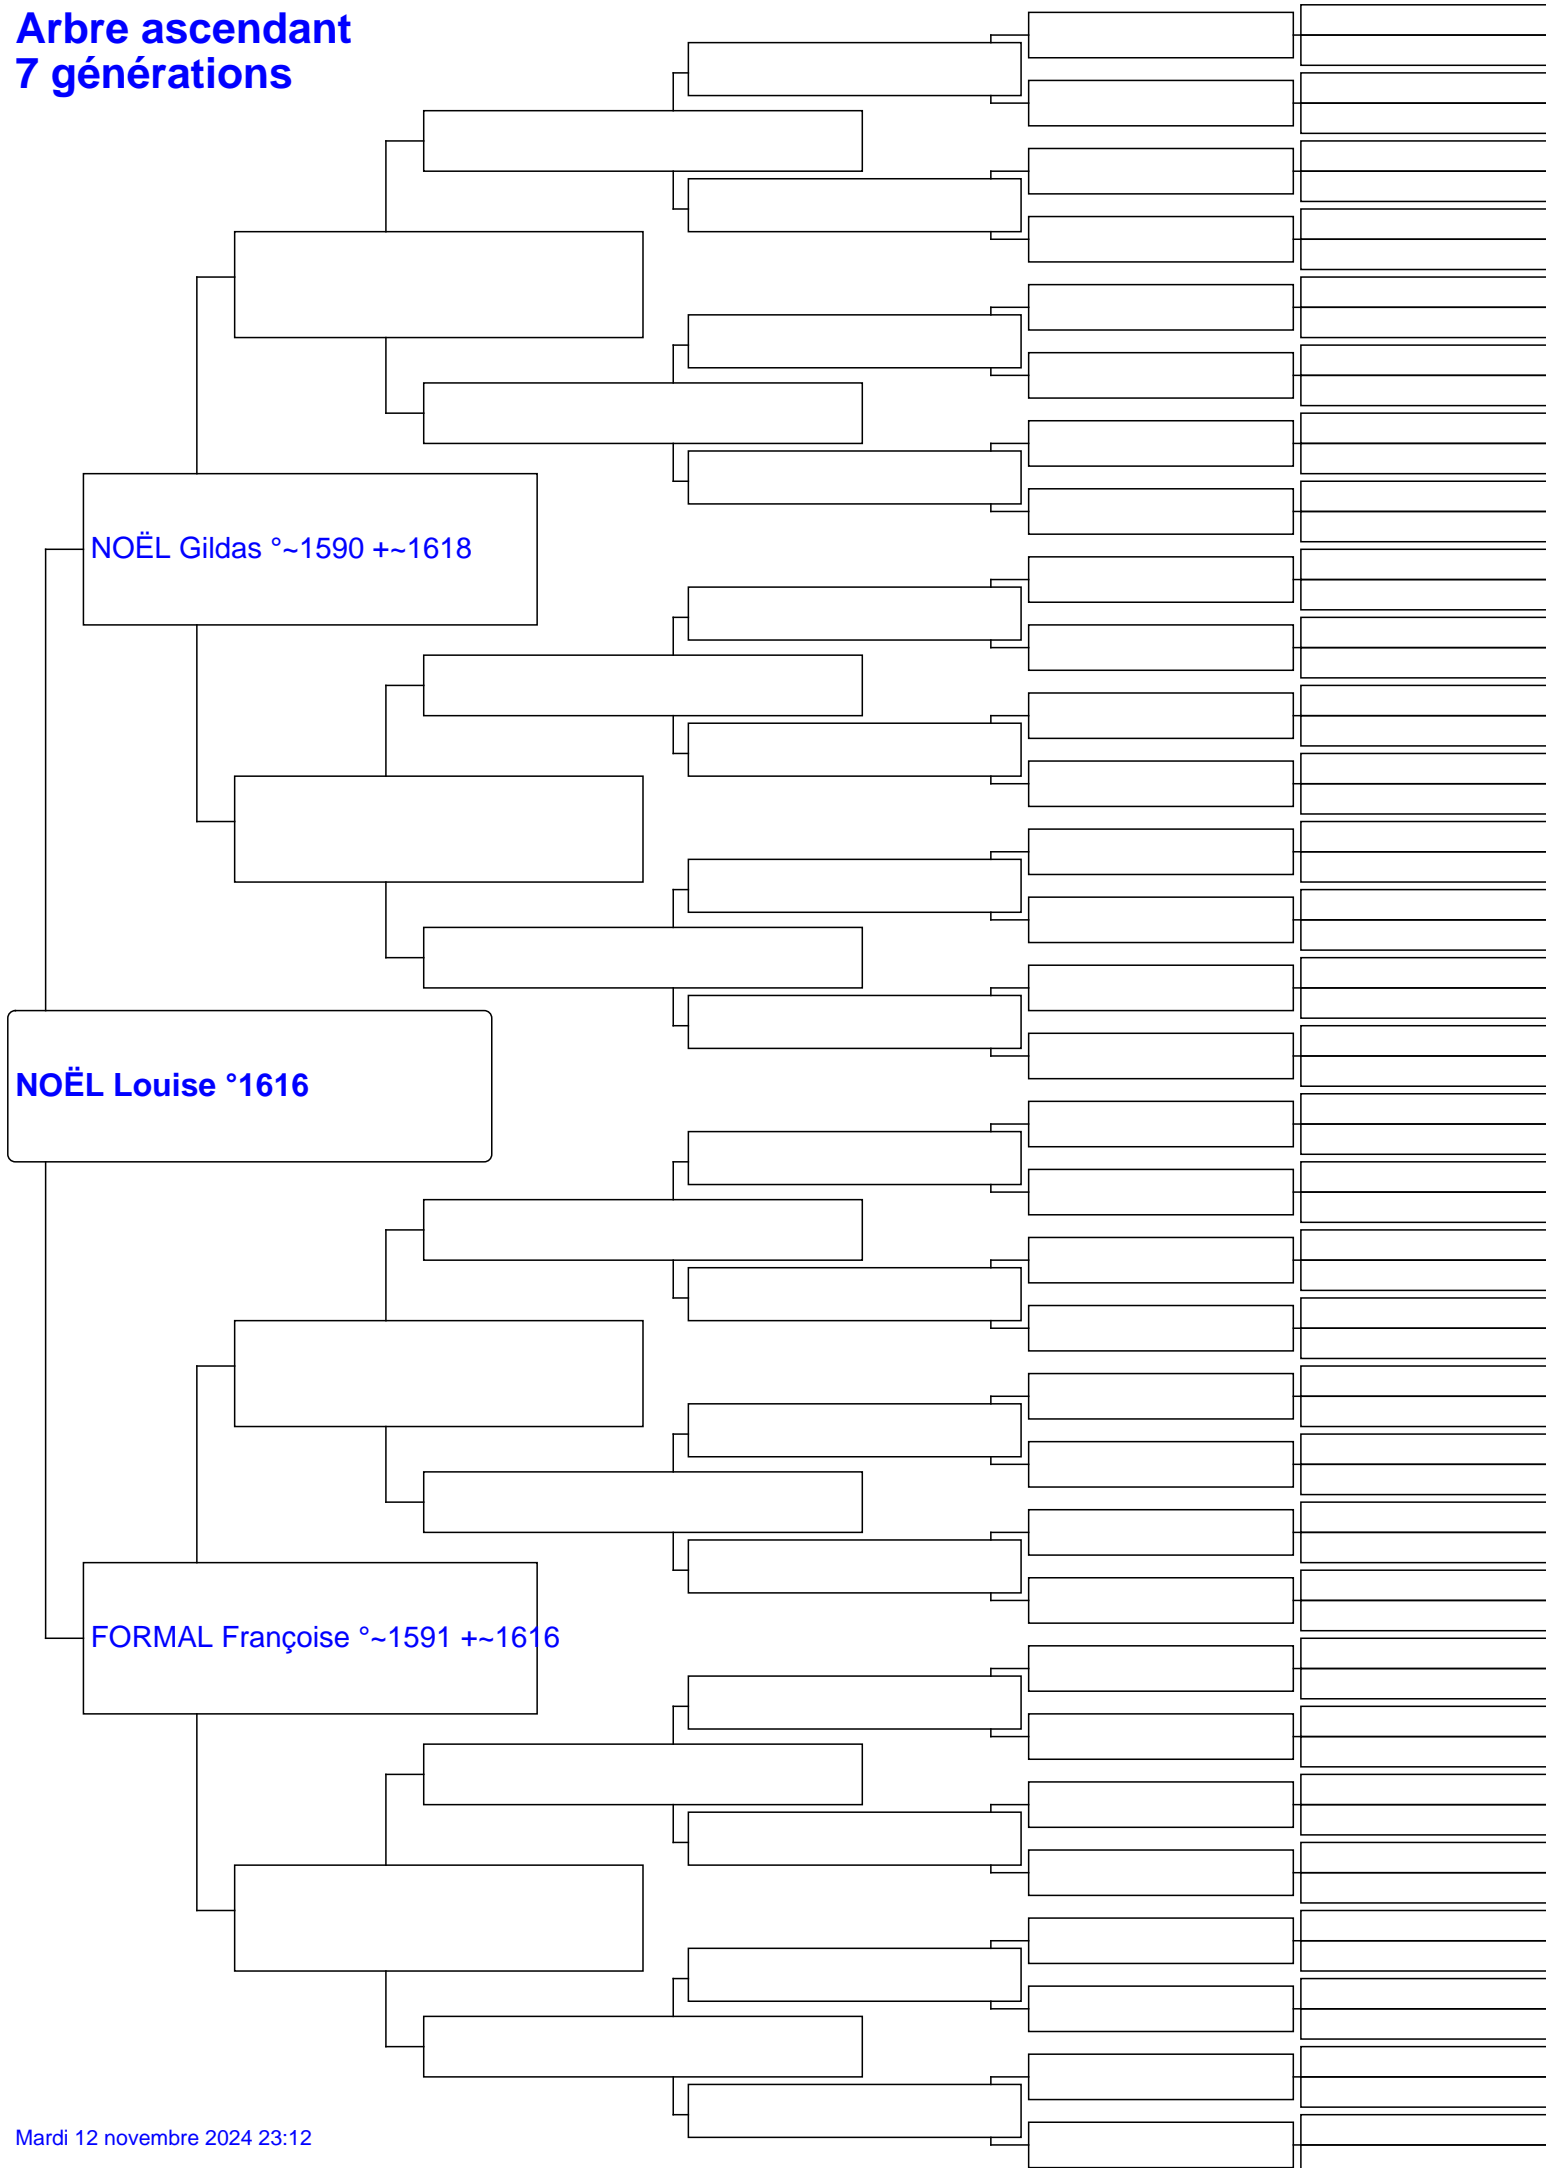 Arbre ascendant
7 générations
NOËL Gildas °~1590 +~1618
NOËL Louise °1616
FORMAL Françoise °~1591 +~1616
Mardi 12 novembre 2024 23:12